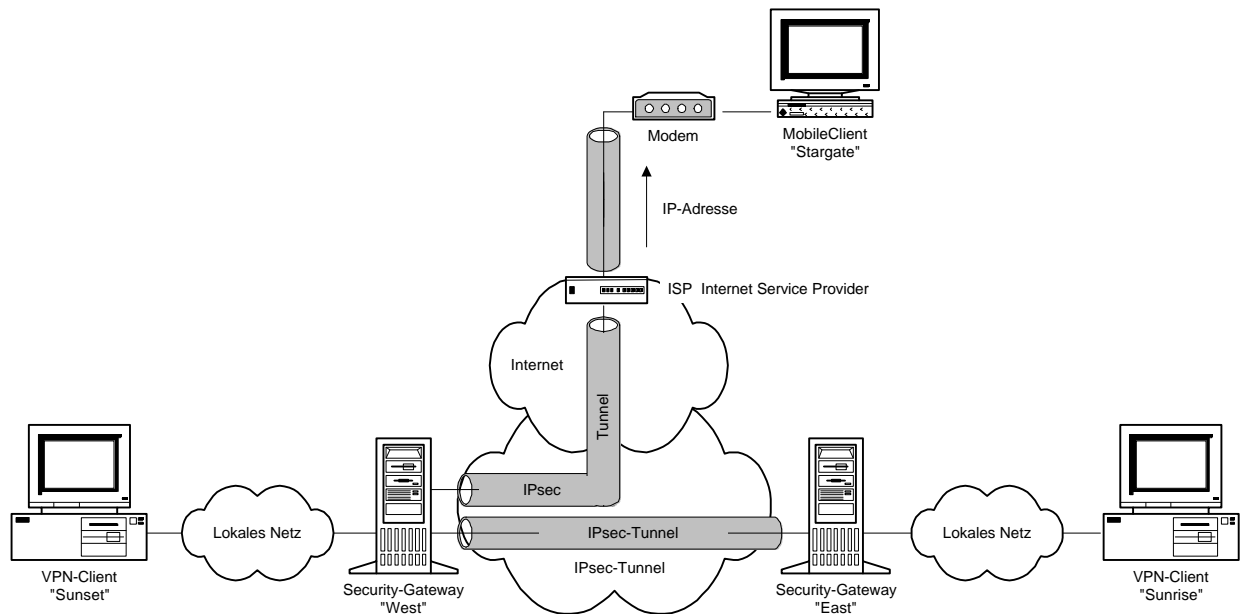 Modem
MobileClient
"Stargate"
IP-Adresse
ISP Internet Service Provider
Internet
Tunnel
IPsec
Lokales Netz
IPsec-Tunnel
Lokales Netz
IPsec-Tunnel
VPN-Client
"Sunset"
Security-Gateway
"West"
Security-Gateway
"East"
VPN-Client
"Sunrise"